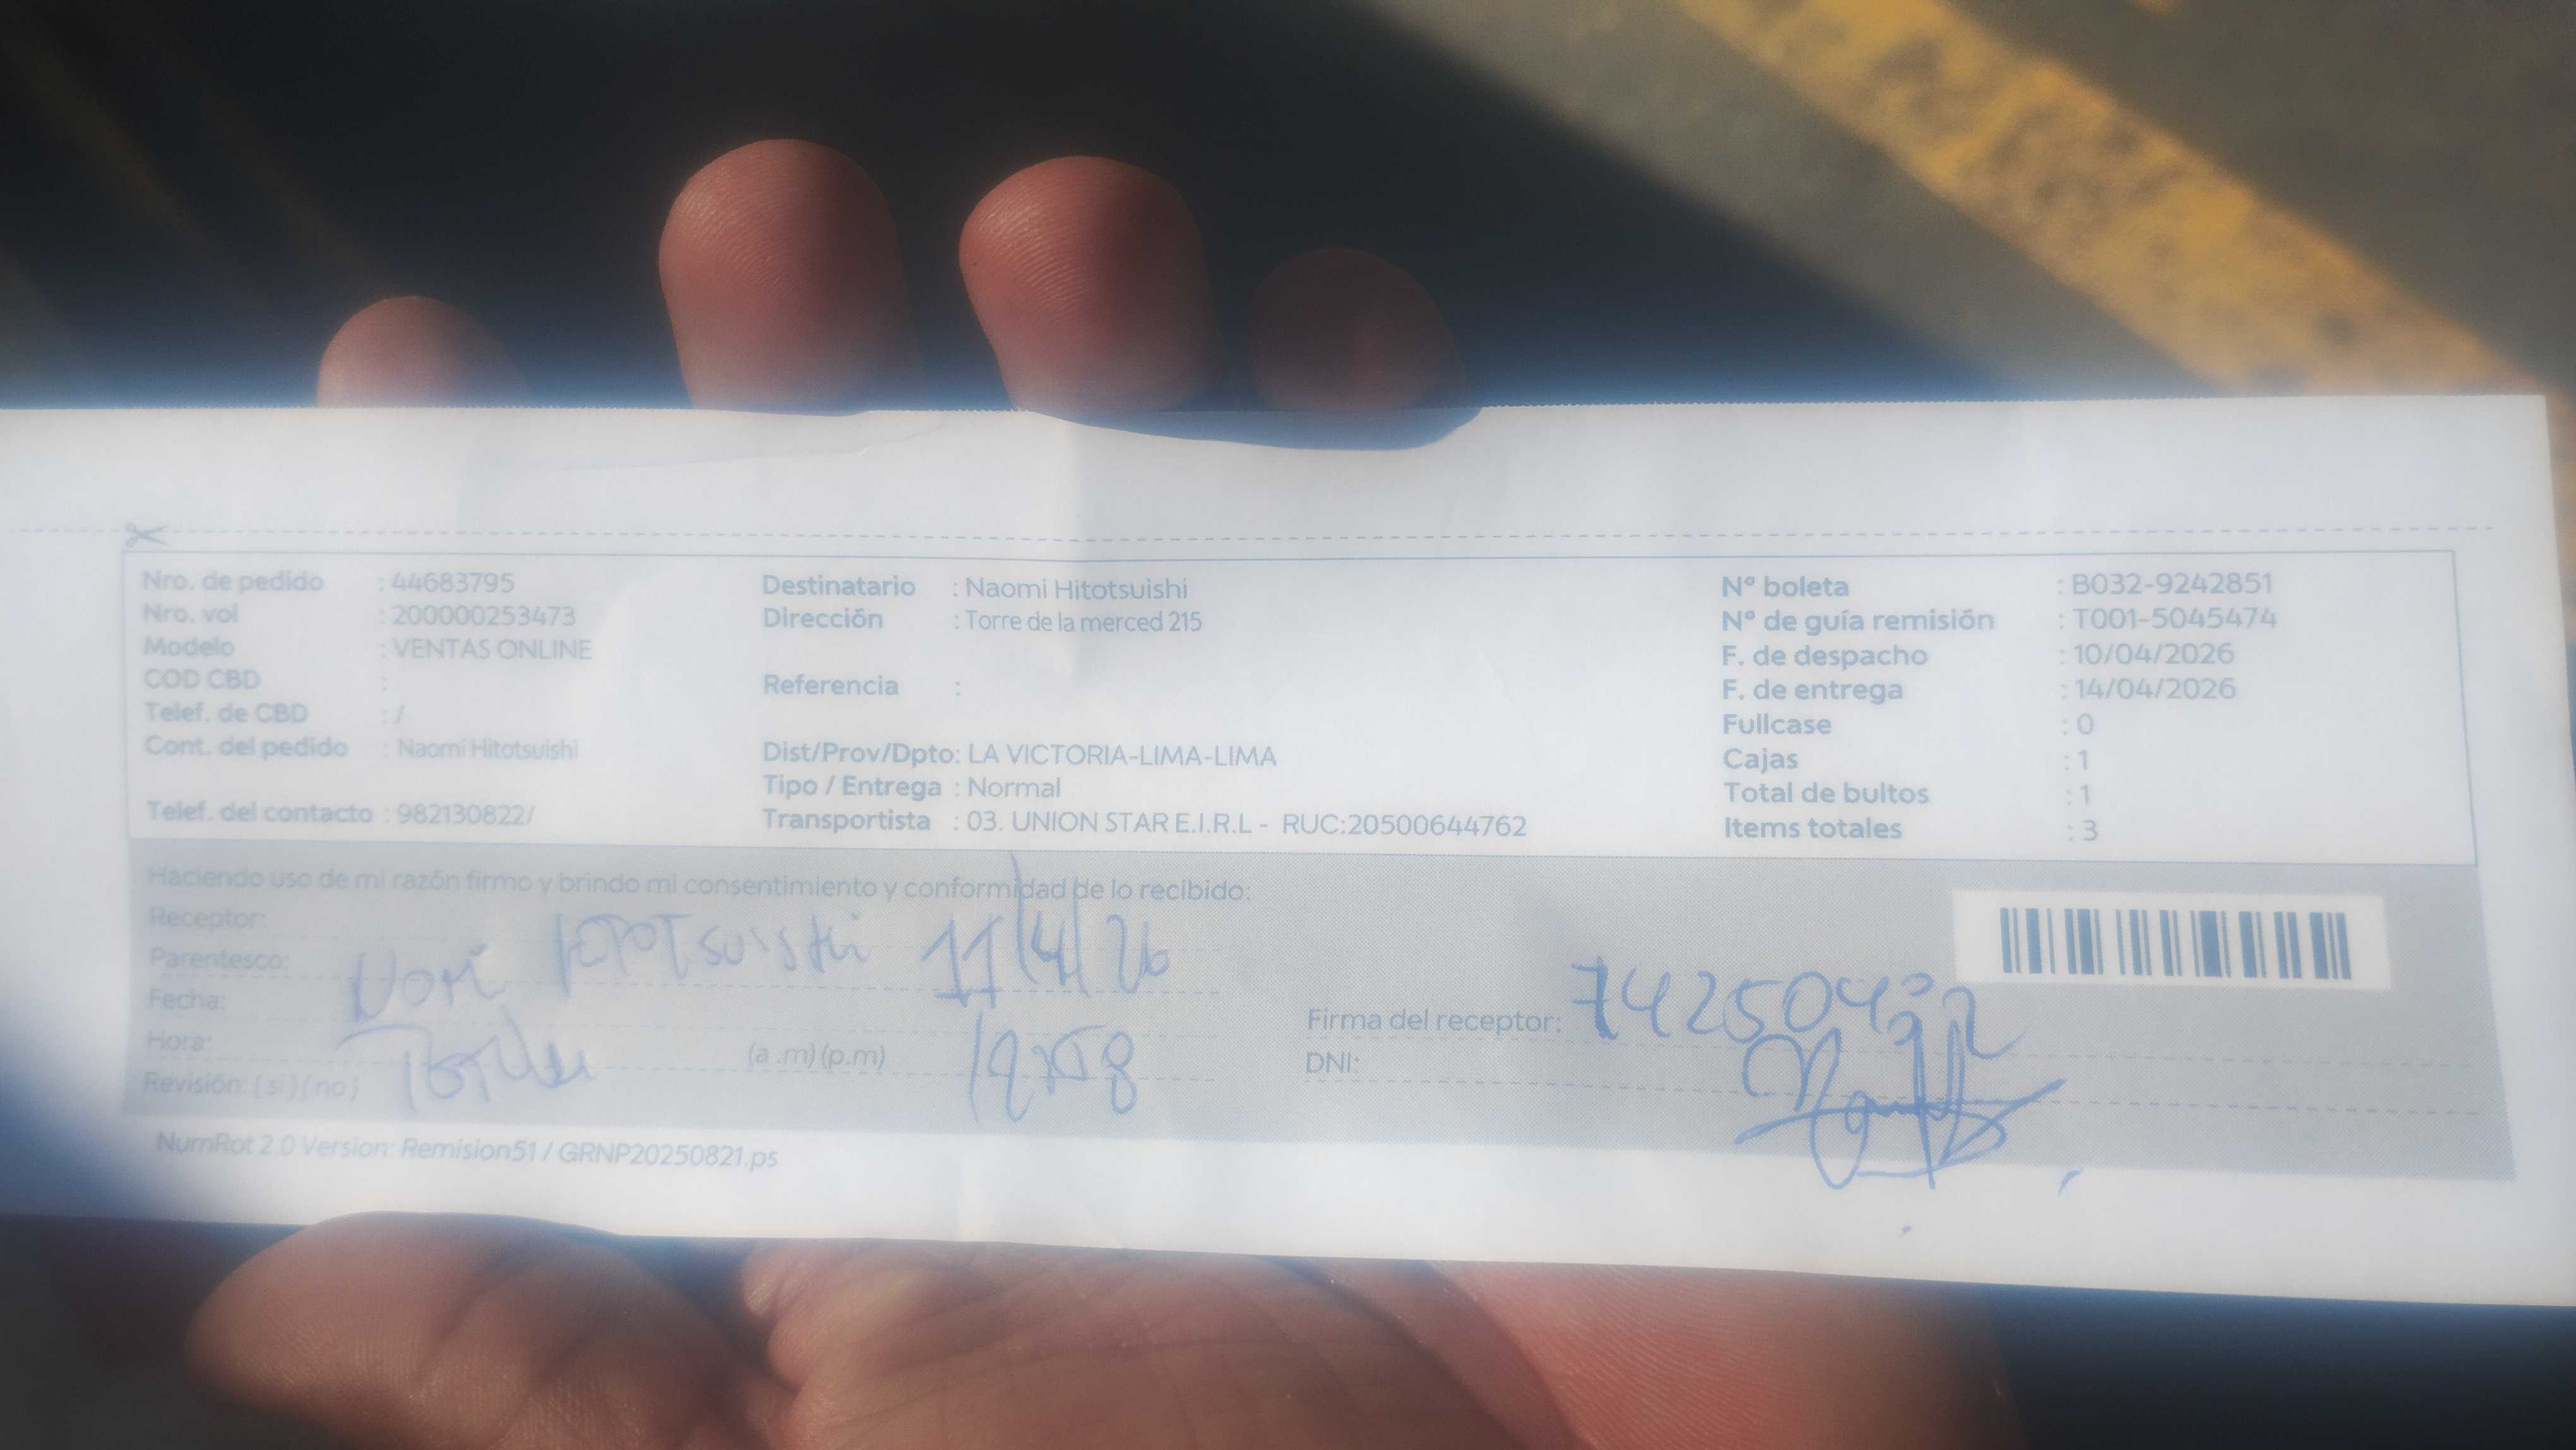 Nro. de pedido : 44683795
Nro. vol : 200000253473
Modelo : VENTAS ONLINE
COD CBD :
Telef. de CBD : /
Cont. del pedido : Naomi Hitotsuishi
Telef. del contacto : 982130822/
Destinatario : Naomi Hitotsuishi
Dirección : Torre de la merced 215
Referencia :
Dist/Prov/Dpto: LA VICTORIA-LIMA-LIMA
Tipo / Entrega : Normal
Transportista : 03. UNION STAR E.I.R.L - RUC:20500644762
Nº boleta : B032-9242851
Nº de guía remisión : T001-5045474
F. de despacho : 10/04/2026
F. de entrega : 14/04/2026
Fullcase : 0
Cajas : 1
Total de bultos : 1
Items totales : 3
Haciendo uso de mi razón firmo y brindo mi consentimiento y conformidad de lo recibido:
Receptor:
Parentesco: 11/4/26
Fecha:
Hora: (a .m) (p.m)
Revisión: ( si ) ( no )
Firma del receptor:
DNI:
NumRot 2.0 Version: Remision51 / GRNP20250821.ps